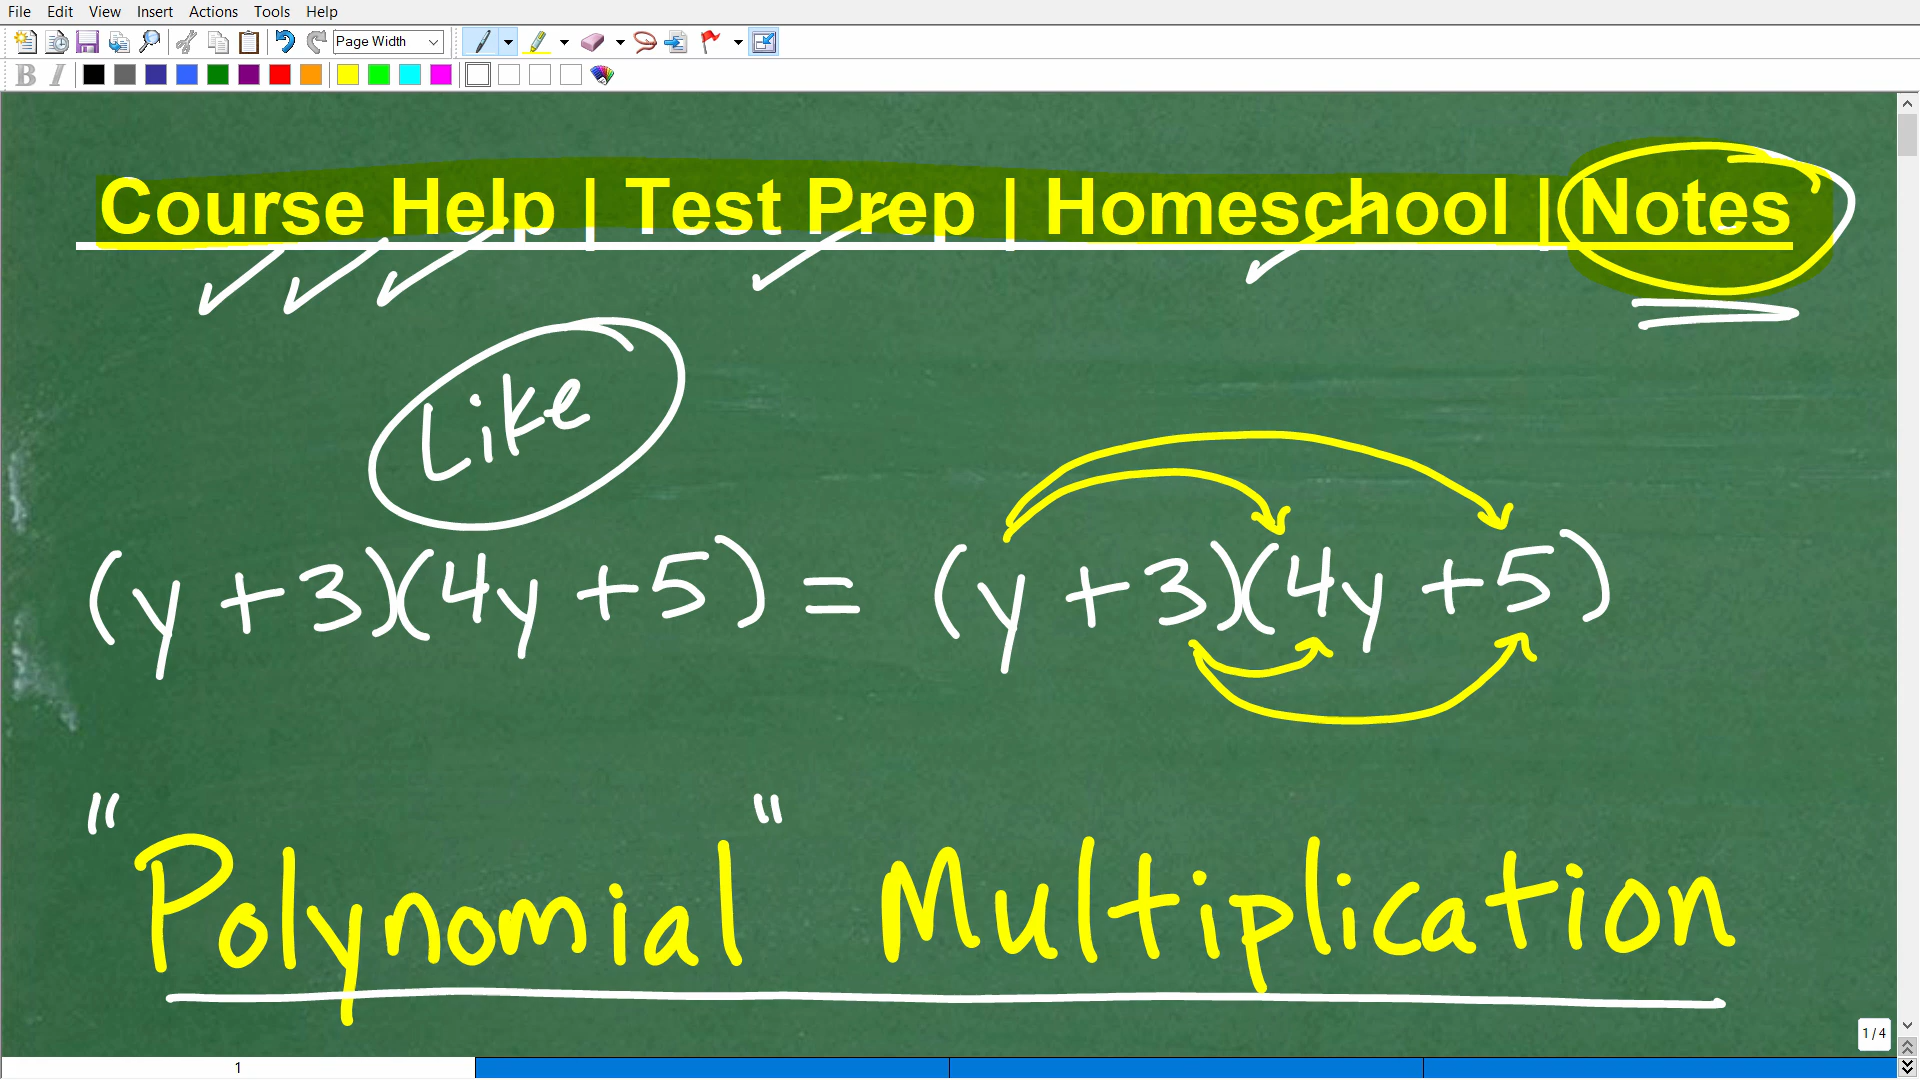 File Edit View Insert Actions Tools Help
Page Width
B I
Course Help | Test Prep | Homeschool | Notes
Like
(y + 3)(4y + 5) = (y + 3)(4y + 5)
"Polynomial" Multiplication
1 / 4
1